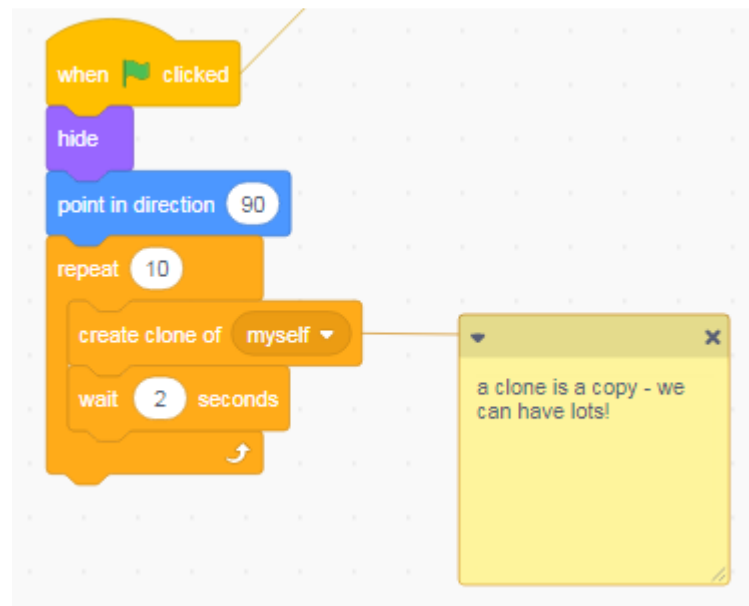 when clicked
hide
point in direction 90
repeat 10
create clone of myself
wait 2 seconds
a clone is a copy - we
can have lots!